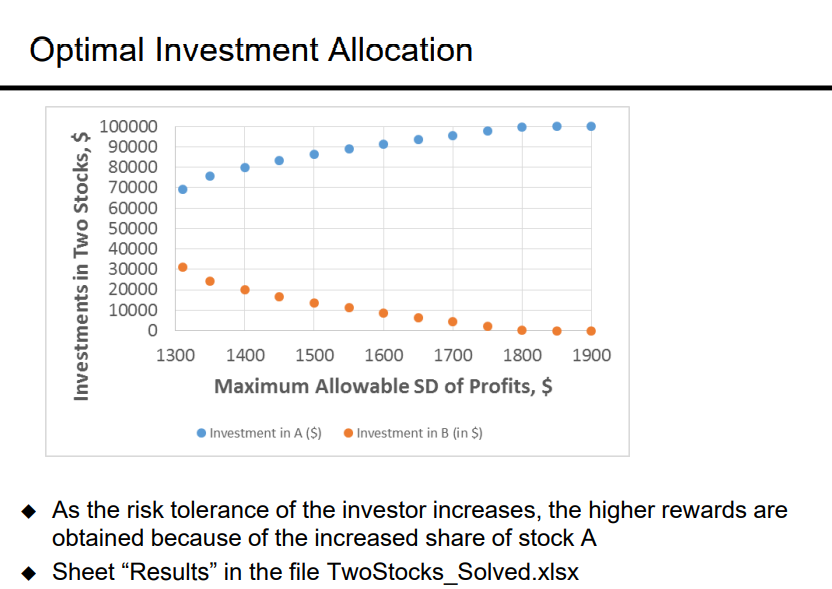 Optimal Investment Allocation
Investments in Two Stocks, $
100000
90000
80000
70000
60000
50000
40000
30000
20000
10000
0
1300 1400 1500 1600 1700 1800 1900
Maximum Allowable SD of Profits, $
Investment in A ($) Investment in B (in $)
◆ As the risk tolerance of the investor increases, the higher rewards are
obtained because of the increased share of stock A
◆ Sheet “Results” in the file TwoStocks_Solved.xlsx